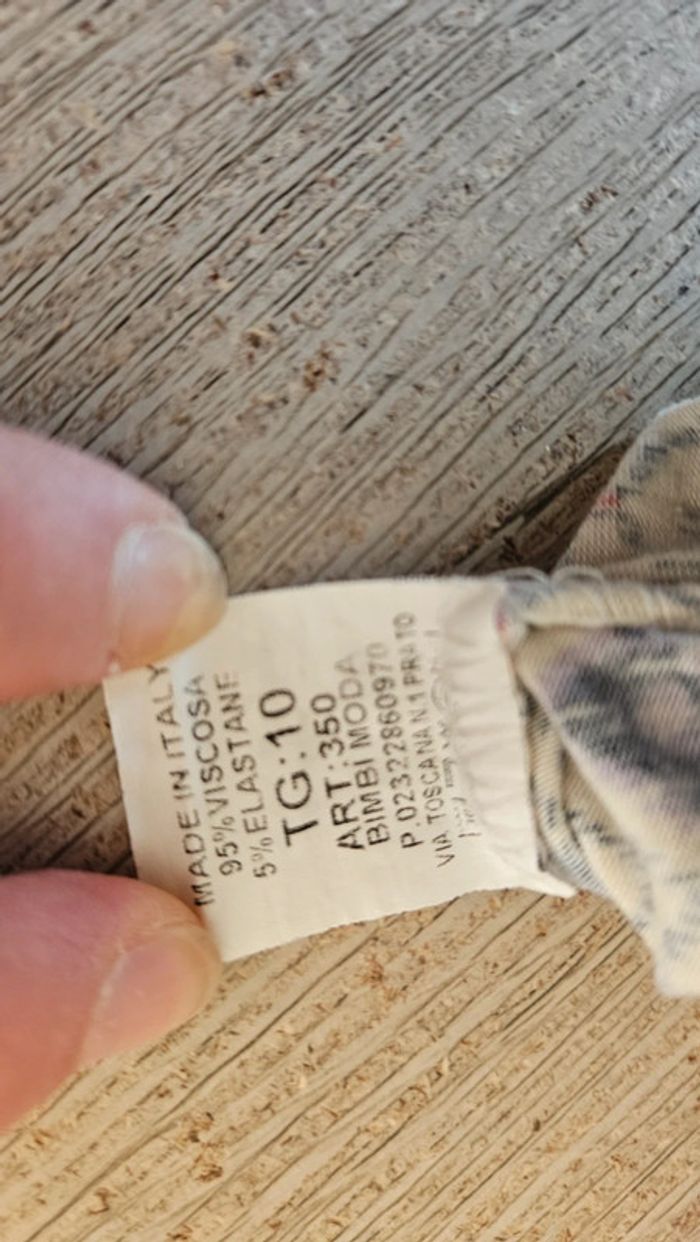 MADE IN ITALY
95% VISCOSA
5% ELASTANE
TG:10
ART:350
BIMBI MODA
P.02322860970
VIA TOSCANA N.1 PRATO